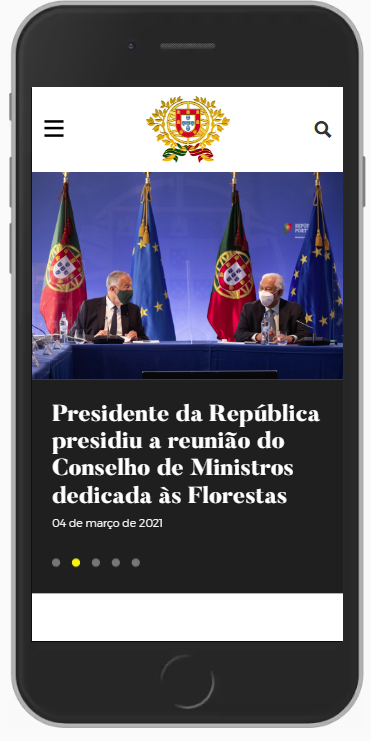 Presidente da República
presidiu a reunião do
Conselho de Ministros
dedicada às Florestas
04 de março de 2021